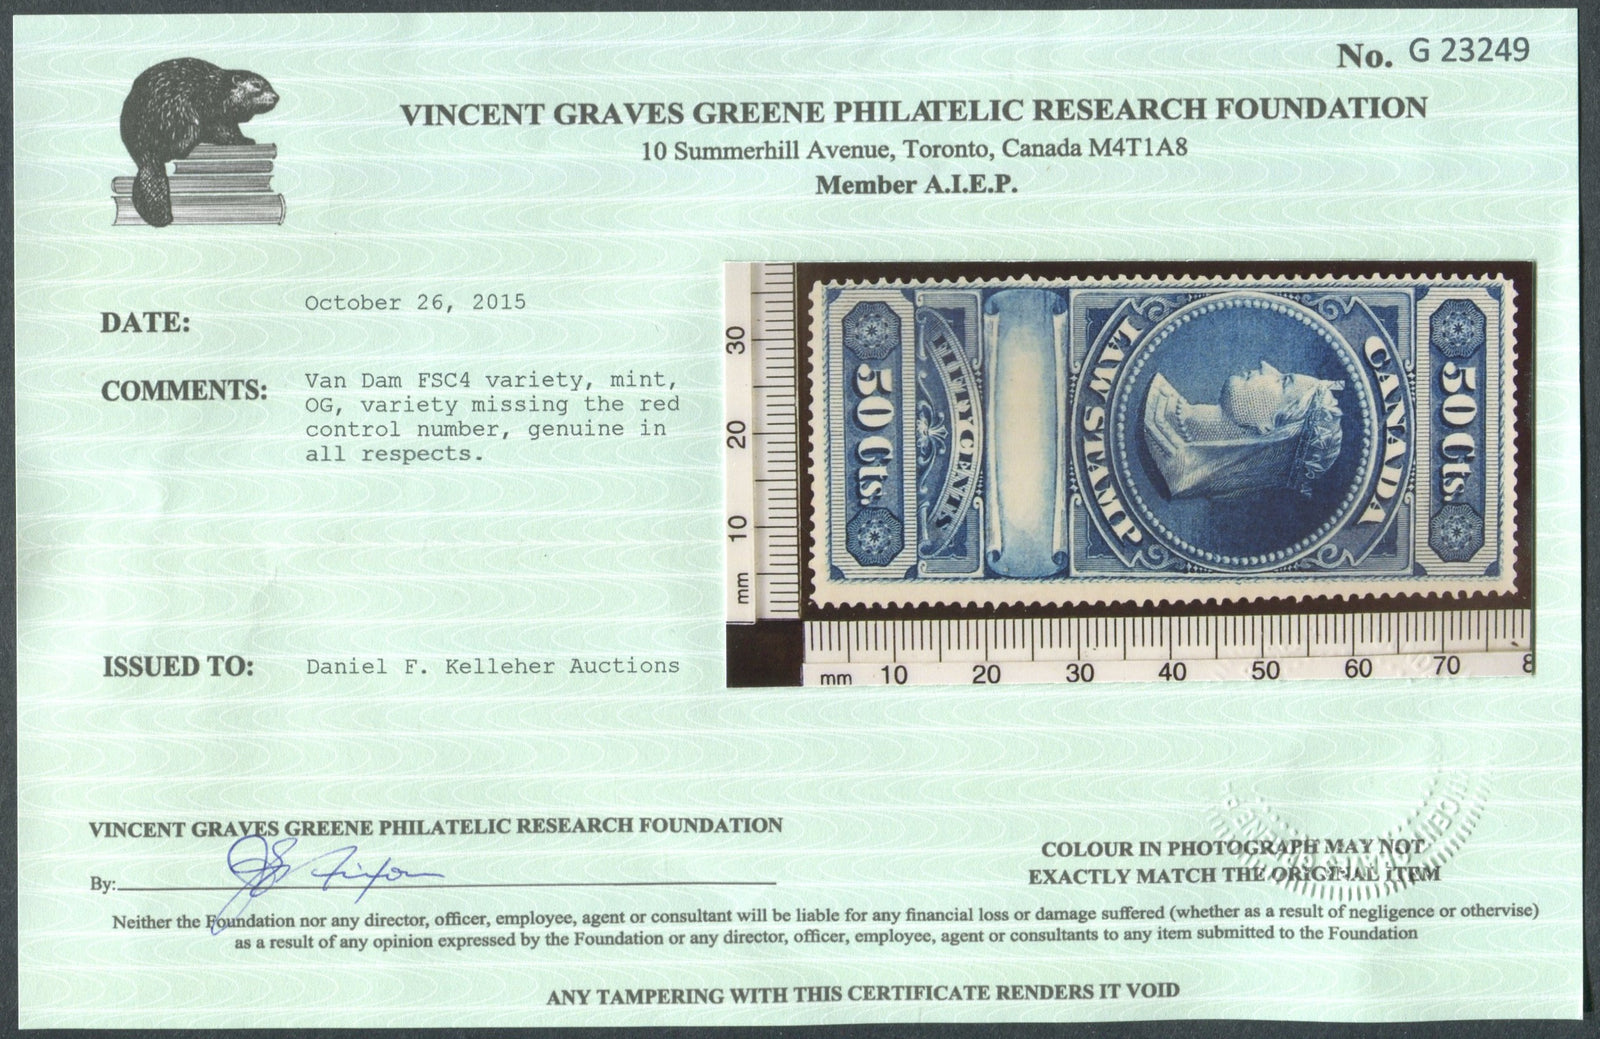 No. G 23249
VINCENT GRAVES GREENE PHILATELIC RESEARCH FOUNDATION
10 Summerhill Avenue, Toronto, Canada M4T1A8
Member A.I.E.P.
DATE: October 26, 2015
COMMENTS: Van Dam FSC4 variety, mint,
OG, variety missing the red
control number, genuine in
all respects.
ISSUED TO: Daniel F. Kelleher Auctions
30
20
10
mm
50 Cts.
FIFTY CENTS
LAW STAMP
CANADA
50 Cts.
mm 10 20 30 40 50 60 70 8
VINCENT GRAVES GREENE PHILATELIC RESEARCH FOUNDATION
By:
COLOUR IN PHOTOGRAPH MAY NOT
EXACTLY MATCH THE ORIGINAL ITEM
Neither the Foundation nor any director, officer, employee, agent or consultant will be liable for any financial loss or damage suffered (whether as a result of negligence or othervise)
as a result of any opinion expressed by the Foundation or any director, officer, employee, agent or consultants to any item submitted to the Foundation
ANY TAMPERING WITH THIS CERTIFICATE RENDERS IT VOID